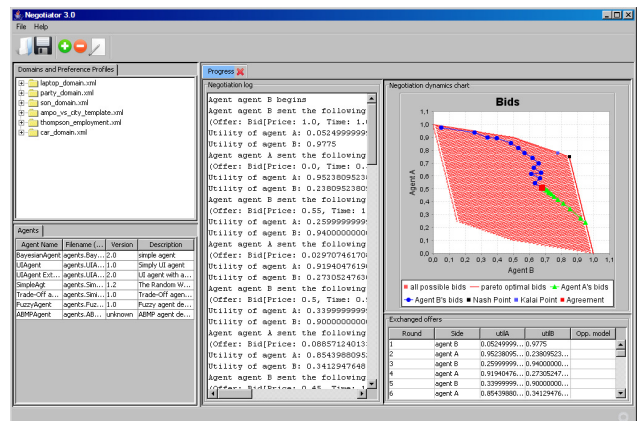 Negotiator 3.0
File Help
Domains and Preference Profiles
laptop_domain.xml
party_domain.xml
son_domain.xml
ampo_vs_city_template.xml
thompson_employment.xml
car_domain.xml
Agents
Agent Name Filename (... Version Description
BayesianAgent agents.Bay... 2.0 simple agent
UIAgent agents.UIA... 1.0 Simply UI agent
UIAgent Ext... agents.UIA... 2.0 UI agent with a...
SimpleAgt agents.Sim... 1.2 The Random W...
Trade-Off a... agents.Simi... 1.0 Trade-Off agen...
FuzzyAgent agents.Fuz... 1.0 Fuzzy agent de...
ABMPAgent agents.AB... unknown ABMP agent de...
Progress
Negotiation log
Agent agent B begins
Agent agent B sent the following
(Offer: Bid[Price: 1.0, Time: 1.0
Utility of agent A: 0.0524999999
Utility of agent B: 0.9775
Agent agent A sent the following
(Offer: Bid[Price: 0.0, Time: 0.
Utility of agent A: 0.9523809523
Utility of agent B: 0.2380952380
Agent agent B sent the following
(Offer: Bid[Price: 0.55, Time: 1
Utility of agent A: 0.2599999999
Utility of agent B: 0.9400000000
Agent agent A sent the following
(Offer: Bid[Price: 0.029707461708
Utility of agent A: 0.9194047619
Utility of agent B: 0.2730524763
Agent agent B sent the following
(Offer: Bid[Price: 0.5, Time: 0.
Utility of agent A: 0.3399999999
Utility of agent B: 0.9000000000
Agent agent A sent the following
(Offer: Bid[Price: 0.0885712401
Utility of agent A: 0.8543988095
Utility of agent B: 0.3412947648
Agent agent B sent the following
(Offer: Bid[Price: 0.45, Time: 1
Negotiation dynamics chart
Bids
1,1
1,0
0,9
0,8
0,7
0,6
0,5
0,4
0,3
0,2
0,1
0,0
Agent A
0,0 0,1 0,2 0,3 0,4 0,5 0,6 0,7 0,8 0,9 1,0 1,1
Agent B
all possible bids pareto optimal bids Agent A's bids
Agent B's bids Nash Point Kalai Point Agreement
Exchanged offers
Round Side utilA utilB Opp. model
1 agent B 0.05249999... 0.9775
2 agent A 0.95238095... 0.23809523...
3 agent B 0.25999999... 0.94000000...
4 agent A 0.91940476... 0.27305247...
5 agent B 0.33999999... 0.90000000...
6 agent A 0.85439880... 0.34129476...